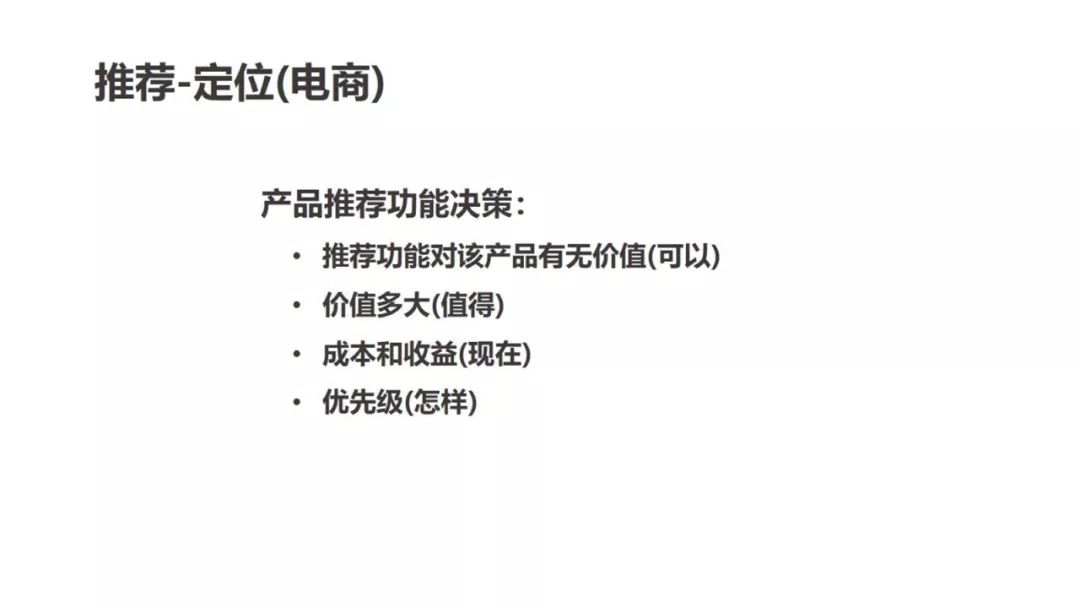 推荐-定位(电商)
产品推荐功能决策：
• 推荐功能对该产品有无价值(可以)
• 价值多大(值得)
• 成本和收益(现在)
• 优先级(怎样)